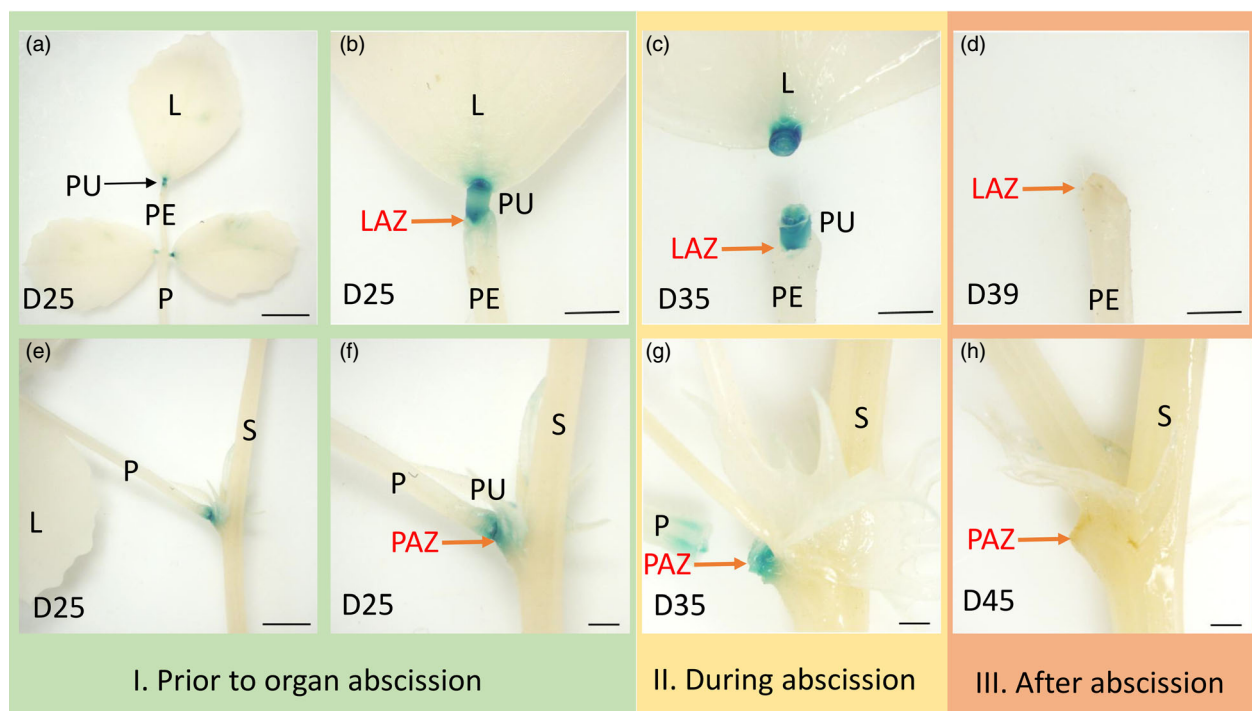 (a)
L
PU
PE
P
D25
(b)
L
PU
LAZ
D25
PE
(c)
L
PU
LAZ
D35
PE
(d)
LAZ
D39
PE
(e)
S
P
L
D25
(f)
S
P
PU
PAZ
D25
(g)
S
P
PAZ
D35
(h)
S
PAZ
D45
I. Prior to organ abscission
II. During abscission
III. After abscission